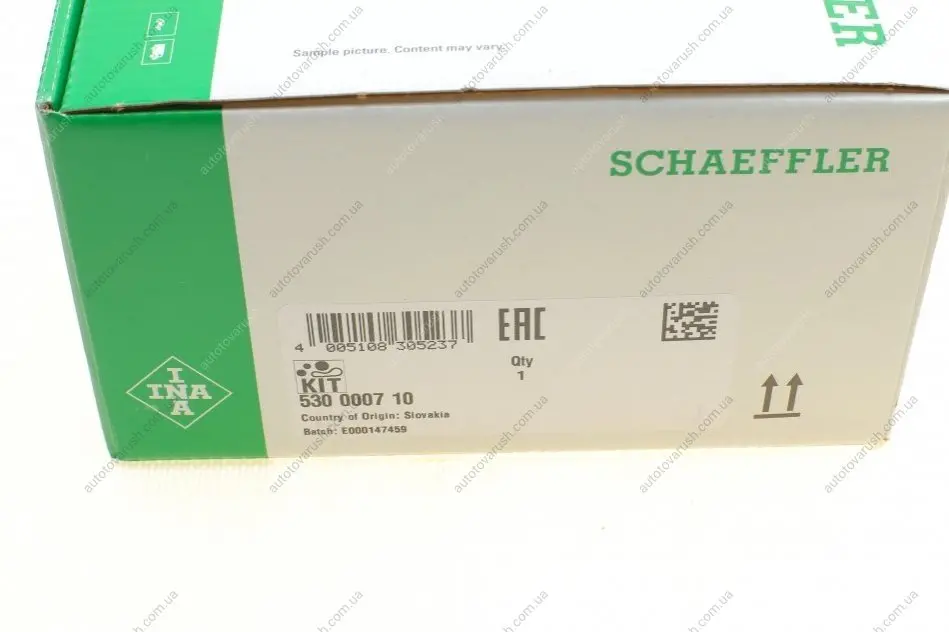 Sample picture. Content may vary.
SCHAEFFLER
4 005108 305237
EAC
Qty
1
KIT
530 0007 10
Country of Origin: Slovakia
Batch: E000147459
I
INA
A
autotovarush.com.ua